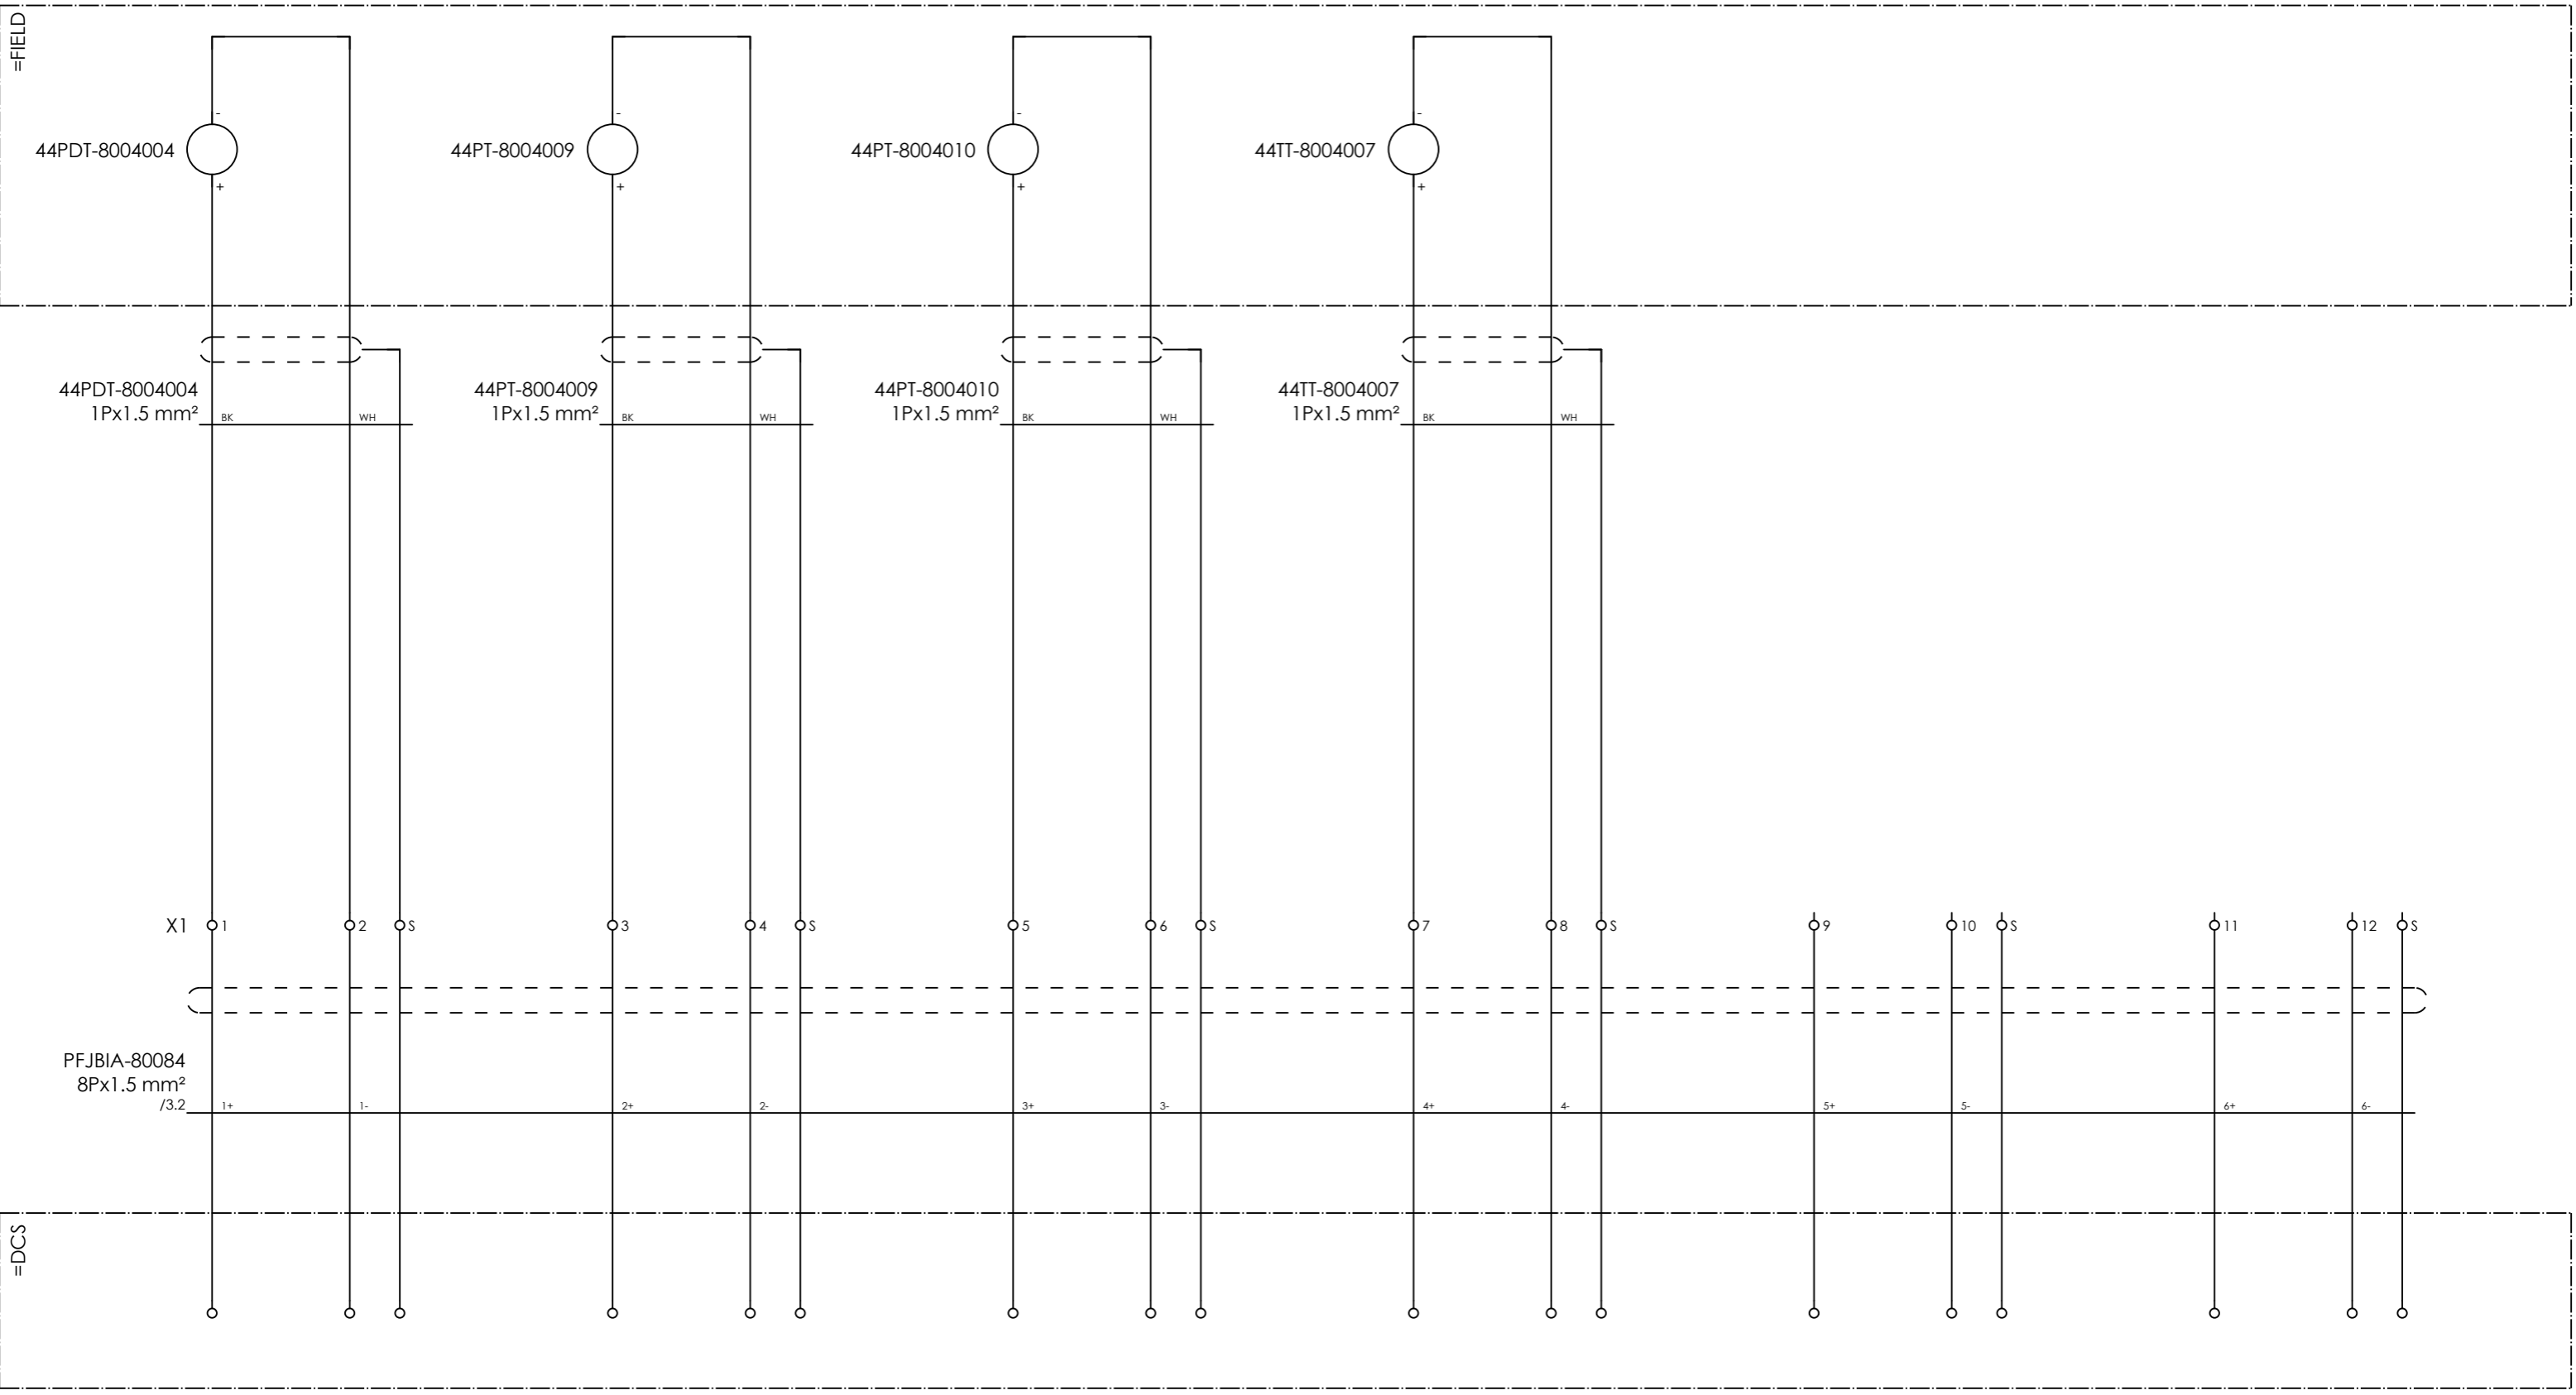 =FIELD
- - - -
44PDT-8004004 44PT-8004009 44PT-8004010 44TT-8004007
+ + + +
44PDT-8004004 44PT-8004009 44PT-8004010 44TT-8004007
1Px1.5 mm² BK WH 1Px1.5 mm² BK WH 1Px1.5 mm² BK WH 1Px1.5 mm² BK WH
X1 1 2 S 3 4 S 5 6 S 7 8 S 9 10 S 11 12 S
PFJBIA-80084
8Px1.5 mm²
/3.2 1+ 1- 2+ 2- 3+ 3- 4+ 4- 5+ 5- 6+ 6-
=DCS